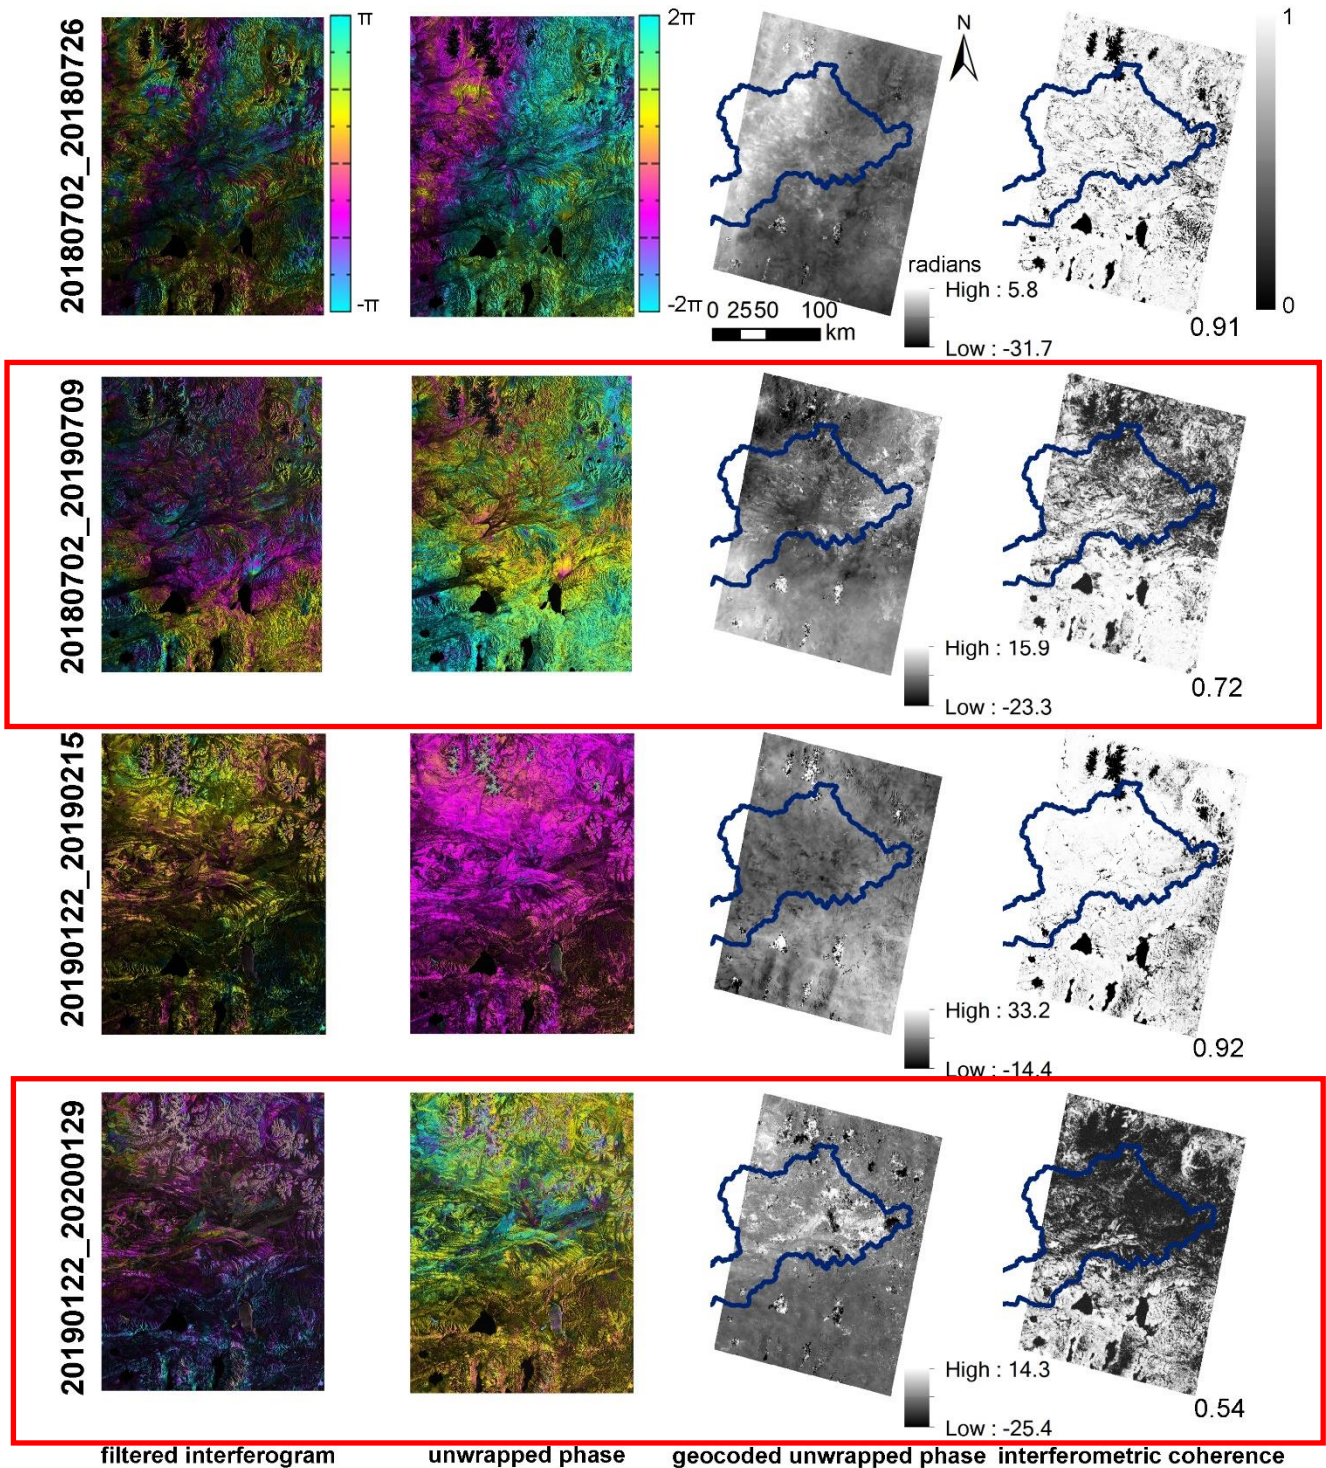 20180702_20180726
π
-π
2π
-2π
N
radians
High : 5.8
Low : -31.7
0 2550 100
km
1
0
0.91
20180702_20190709
High : 15.9
Low : -23.3
0.72
20190122_20190215
High : 33.2
Low : -14.4
0.92
20190122_20200129
High : 14.3
Low : -25.4
0.54
filtered interferogram unwrapped phase geocoded unwrapped phase interferometric coherence